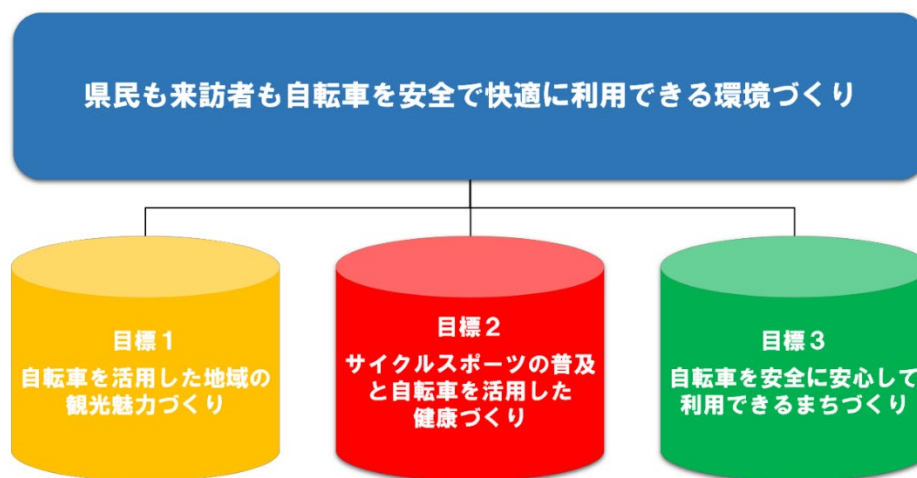 県民も来訪者も自転車を安全で快適に利用できる環境づくり
目標１
自転車を活用した地域の
観光魅力づくり
目標２
サイクルスポーツの普及
と自転車を活用した
健康づくり
目標３
自転車を安全に安心して
利用できるまちづくり